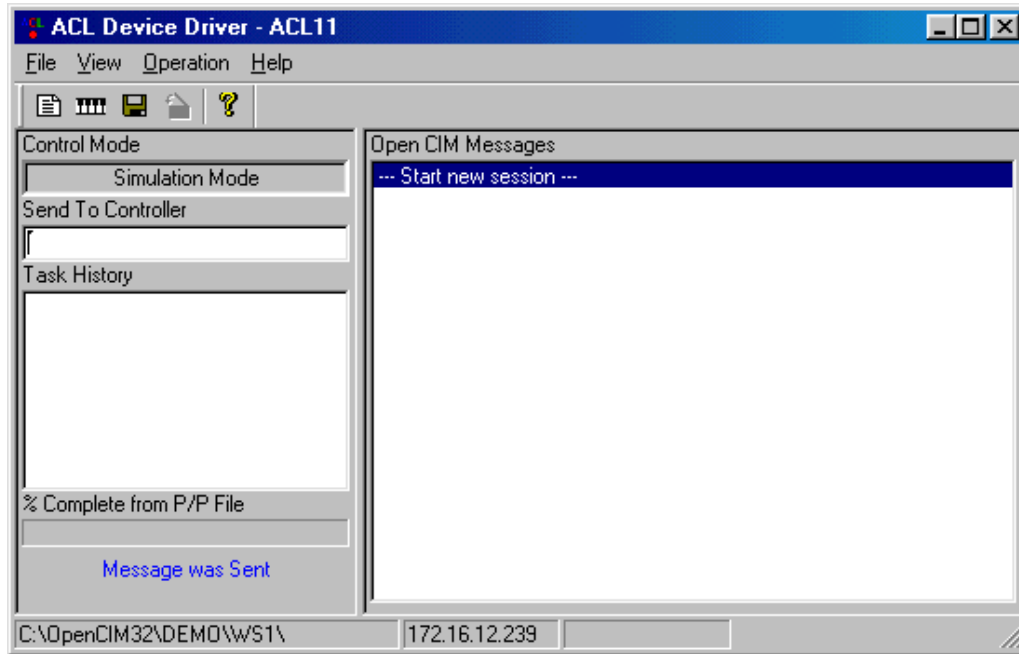 ACL Device Driver - ACL11
File View Operation Help
Control Mode
Simulation Mode
Send To Controller
Task History
% Complete from P/P File
Message was Sent
Open CIM Messages
--- Start new session ---
C:\OpenCIM32\DEMO\WS1\ 172.16.12.239